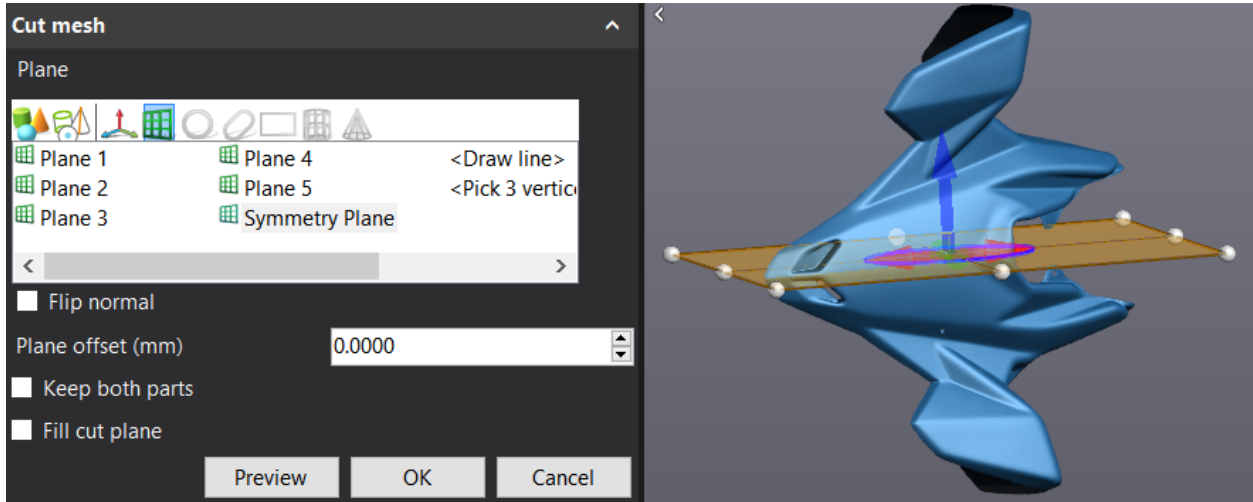 Cut mesh
Plane
Plane 1 Plane 4 <Draw line>
Plane 2 Plane 5 <Pick 3 vertic
Plane 3 Symmetry Plane
Flip normal
Plane offset (mm) 0.0000
Keep both parts
Fill cut plane
Preview OK Cancel